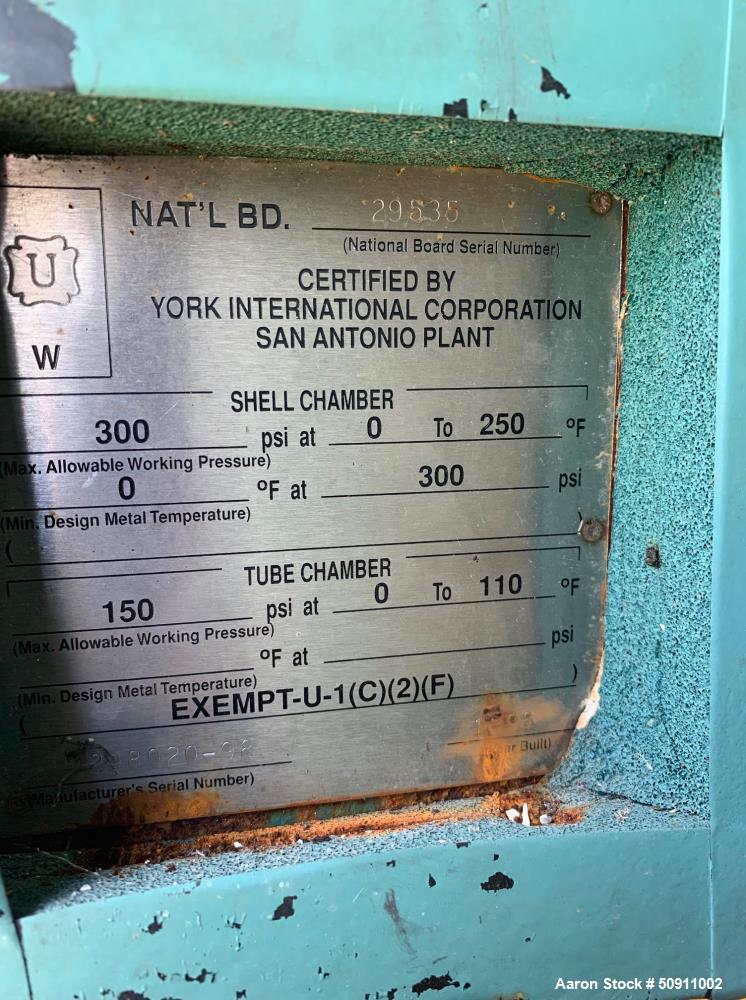 NAT'L BD. 29535
(National Board Serial Number)
U
W
CERTIFIED BY
YORK INTERNATIONAL CORPORATION
SAN ANTONIO PLANT
SHELL CHAMBER
300 psi at 0 To 250 °F
(Max. Allowable Working Pressure)
0 °F at 300 psi
(Min. Design Metal Temperature)
( )
TUBE CHAMBER
150 psi at 0 To 110 °F
(Max. Allowable Working Pressure)
°F at psi
(Min. Design Metal Temperature)
( EXEMPT-U-1(C)(2)(F) )
(Manufacturer's Serial Number) Built)
Aaron Stock # 50911002